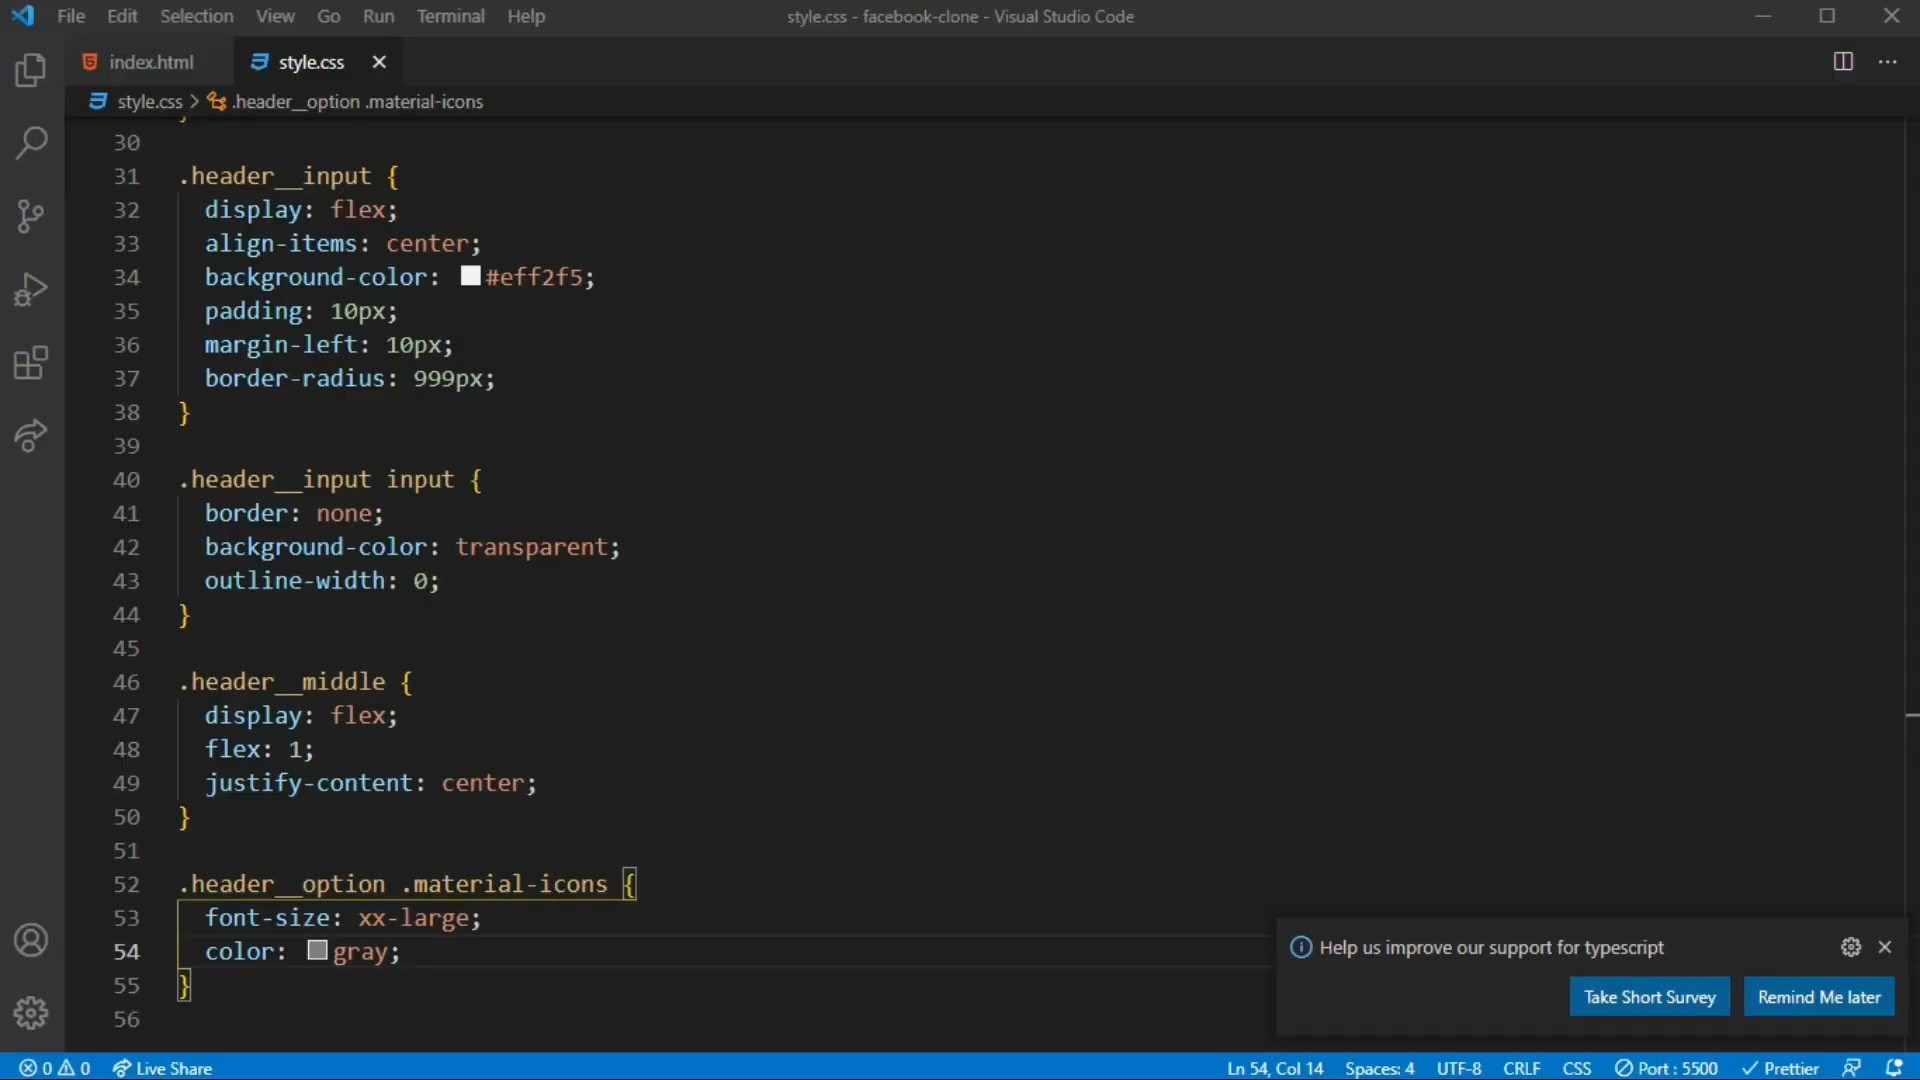 File Edit Selection View Go Run Terminal Help
style.css - facebook-clone - Visual Studio Code
index.html
style.css
style.css > .header__option .material-icons
}
30
31 .header__input {
32 display: flex;
33 align-items: center;
34 background-color: #eff2f5;
35 padding: 10px;
36 margin-left: 10px;
37 border-radius: 999px;
38 }
39
40 .header__input input {
41 border: none;
42 background-color: transparent;
43 outline-width: 0;
44 }
45
46 .header__middle {
47 display: flex;
48 flex: 1;
49 justify-content: center;
50 }
51
52 .header__option .material-icons {
53 font-size: xx-large;
54 color: gray;
55 }
56
Help us improve our support for typescript
Take Short Survey
Remind Me later
0 0 Live Share
Ln 54, Col 14 Spaces: 4 UTF-8 CRLF CSS Port : 5500 Prettier